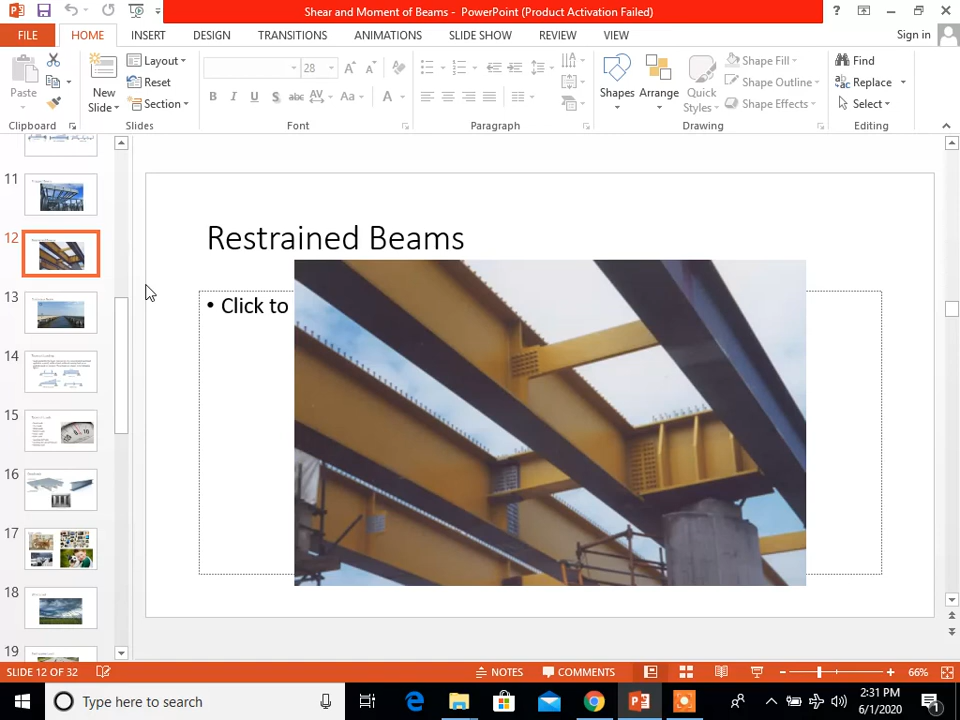 Shear and Moment of Beams - PowerPoint (Product Activation Failed)
FILE HOME INSERT DESIGN TRANSITIONS ANIMATIONS SLIDE SHOW REVIEW VIEW Sign in
Paste
New Slide
Layout
Reset
Section
28
Shapes
Arrange
Quick Styles
Shape Fill
Shape Outline
Shape Effects
Find
Replace
Select
Clipboard Slides Font Paragraph Drawing Editing
11
12
13
14
15
16
17
18
19
Restrained Beams
• Click to
SLIDE 12 OF 32 NOTES COMMENTS 66%
Type here to search
2:31 PM
6/1/2020